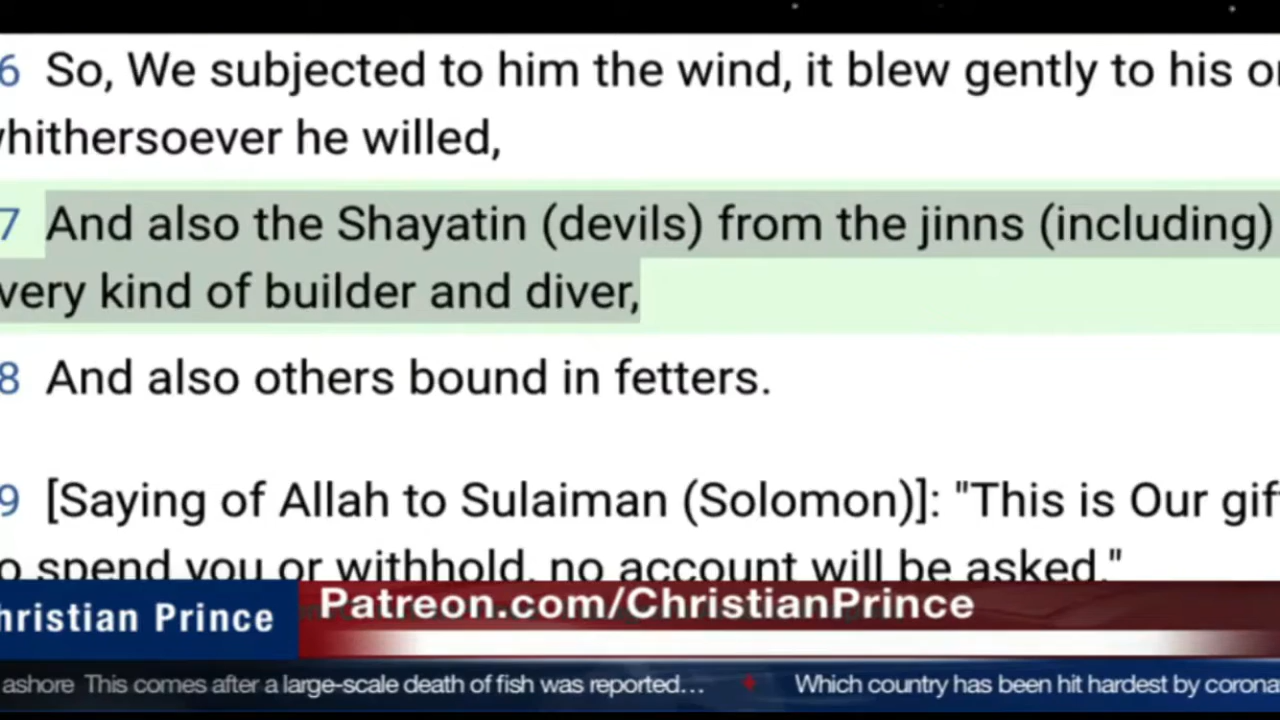 6 So, We subjected to him the wind, it blew gently to his or
whithersoever he willed,
7 And also the Shayatin (devils) from the jinns (including)
very kind of builder and diver,
8 And also others bound in fetters.
9 [Saying of Allah to Sulaiman (Solomon)]: "This is Our gif
o spend you or withhold, no account will be asked."
hristian Prince
Patreon.com/ChristianPrince
ashore This comes after a large-scale death of fish was reported... Which country has been hit hardest by corona